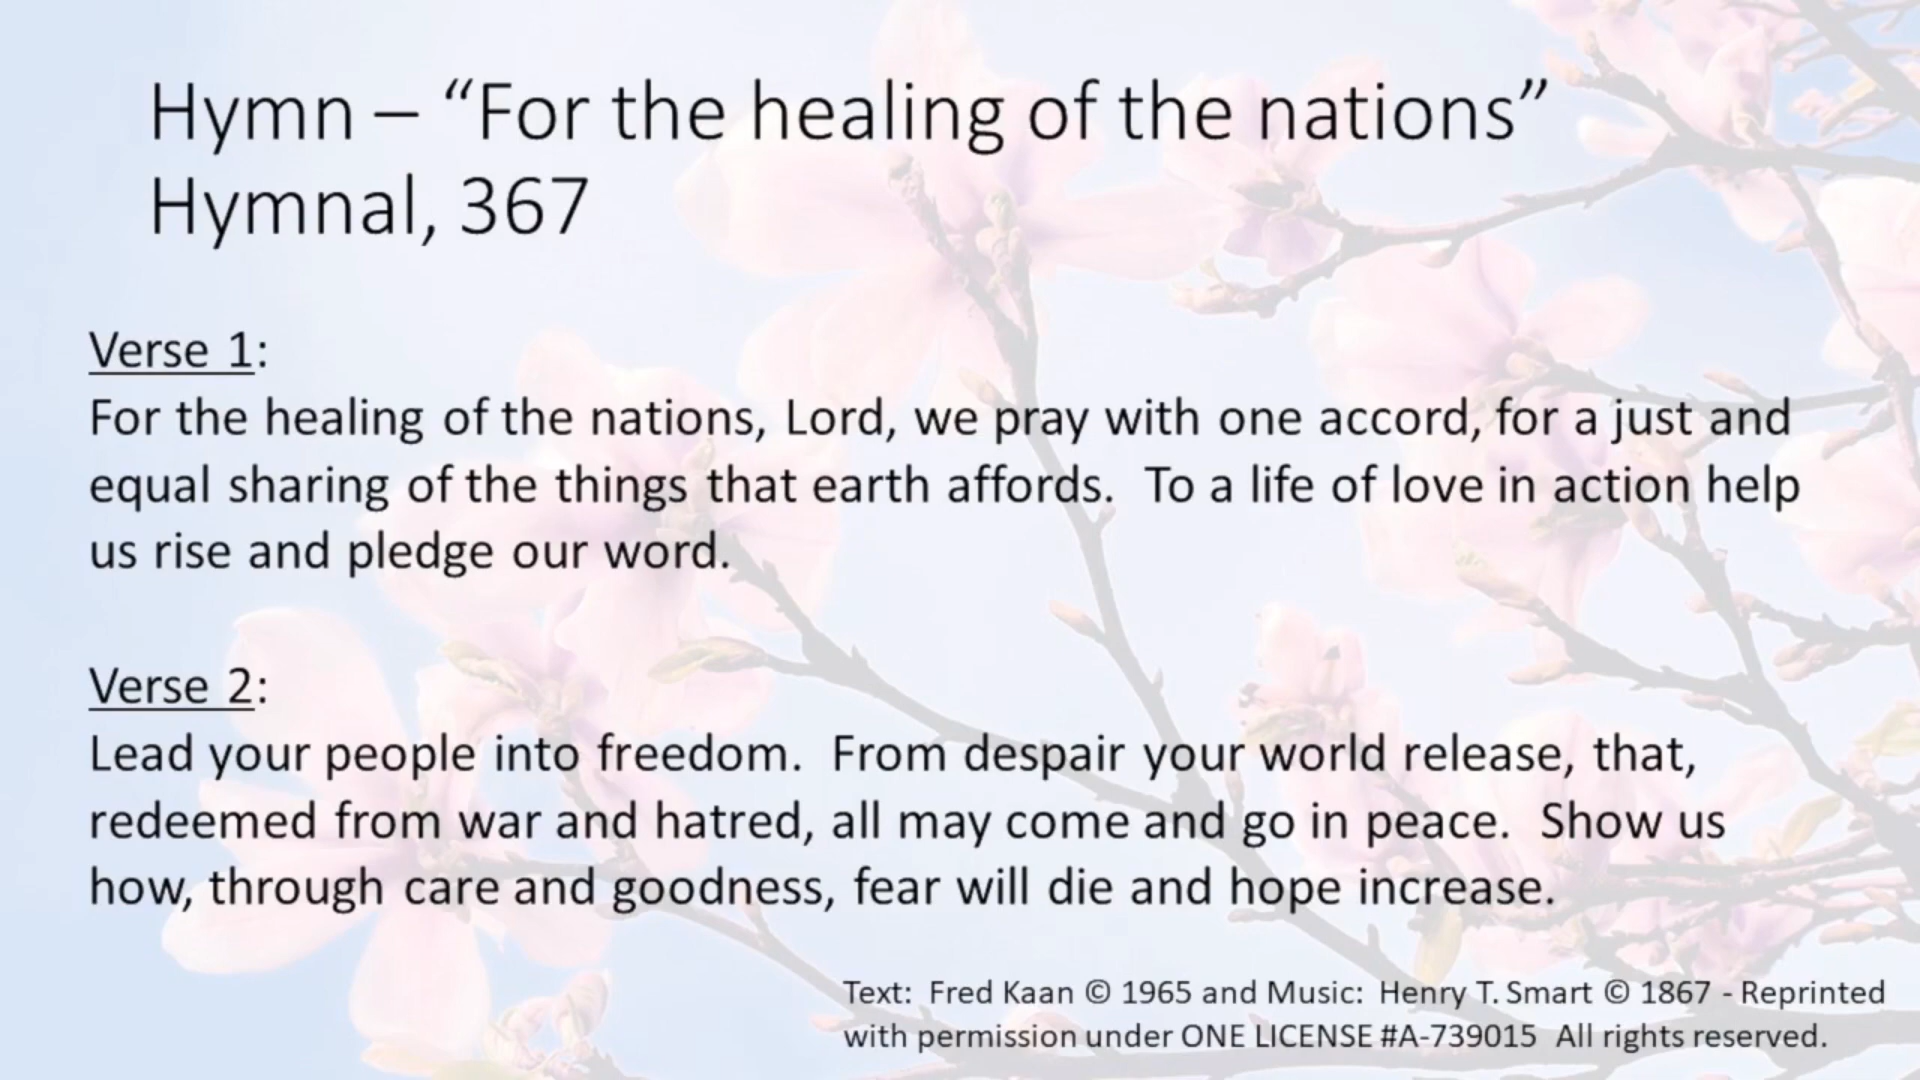 Hymn – “For the healing of the nations”
Hymnal, 367
Verse 1:
For the healing of the nations, Lord, we pray with one accord, for a just and
equal sharing of the things that earth affords.  To a life of love in action help
us rise and pledge our word.
Verse 2:
Lead your people into freedom.  From despair your world release, that,
redeemed from war and hatred, all may come and go in peace.  Show us
how, through care and goodness, fear will die and hope increase.
Text:  Fred Kaan © 1965 and Music:  Henry T. Smart © 1867 - Reprinted
with permission under ONE LICENSE #A-739015  All rights reserved.